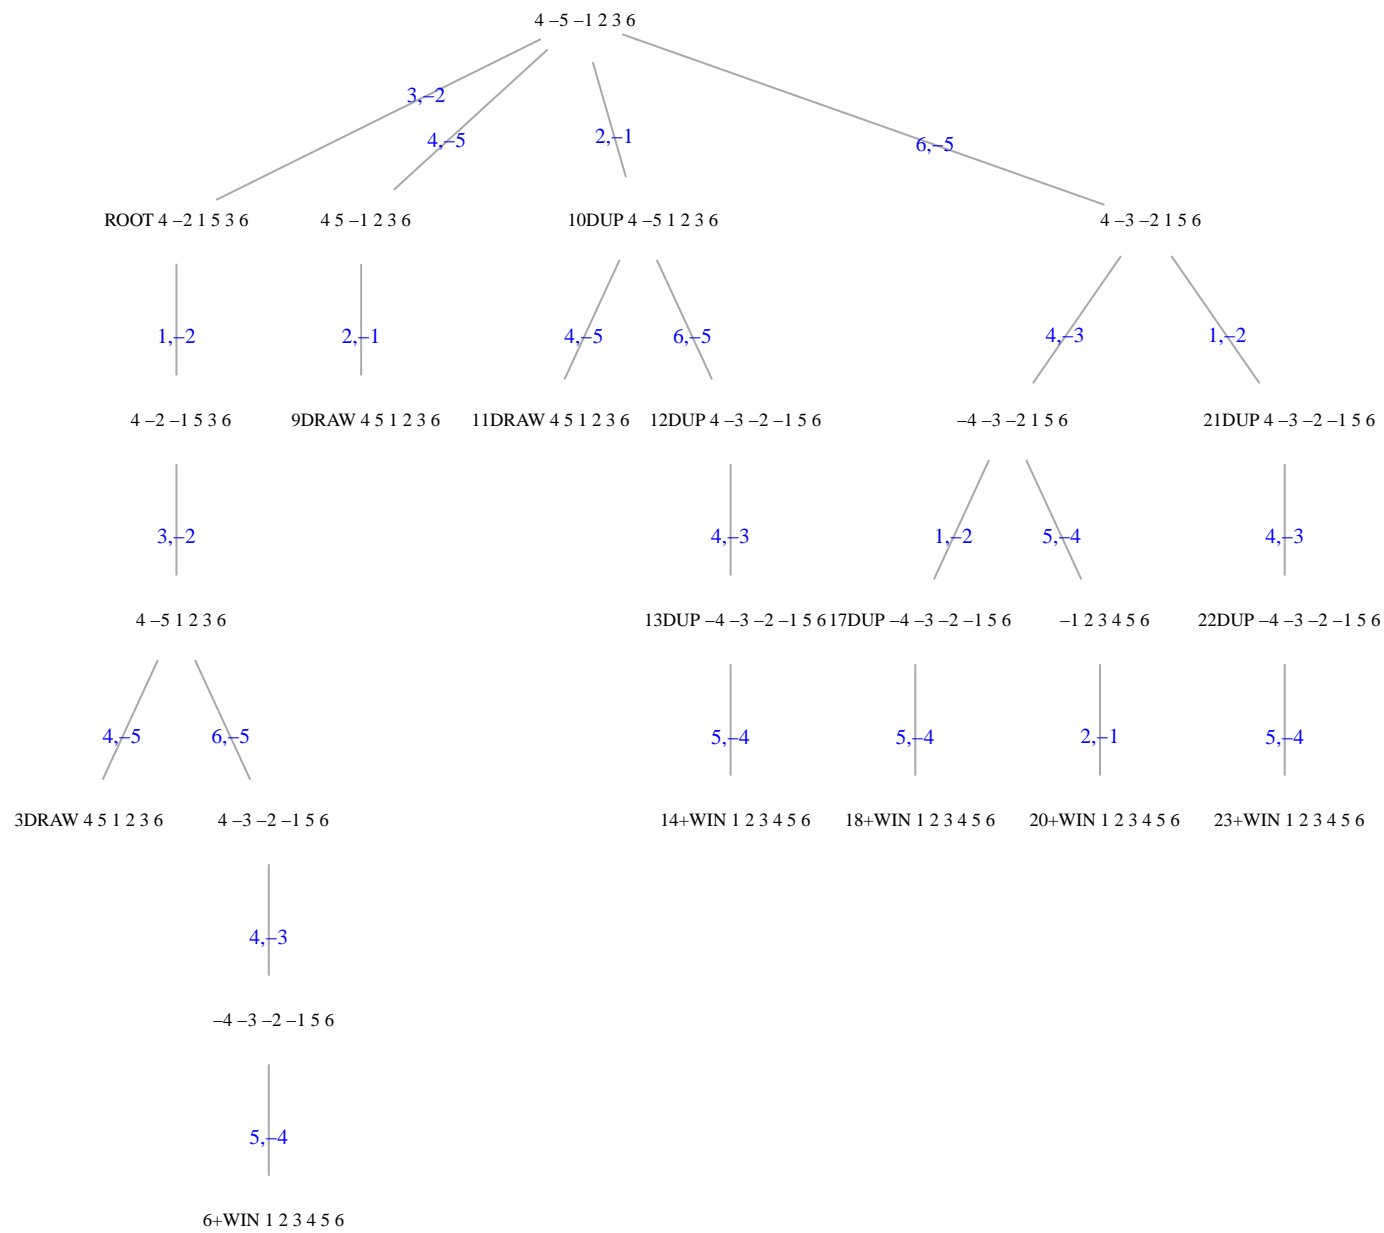 4 –5 –1 2 3 6
3,–2
4,–5
2,–1
6,–5
ROOT 4 –2 1 5 3 6
4 5 –1 2 3 6
10DUP 4 –5 1 2 3 6
4 –3 –2 1 5 6
1,–2
2,–1
4,–5
6,–5
4,–3
1,–2
4 –2 –1 5 3 6
9DRAW 4 5 1 2 3 6
11DRAW 4 5 1 2 3 6
12DUP 4 –3 –2 –1 5 6
–4 –3 –2 1 5 6
21DUP 4 –3 –2 –1 5 6
3,–2
4,–3
1,–2
5,–4
4,–3
4 –5 1 2 3 6
13DUP –4 –3 –2 –1 5 6
17DUP –4 –3 –2 –1 5 6
–1 2 3 4 5 6
22DUP –4 –3 –2 –1 5 6
4,–5
6,–5
5,–4
5,–4
2,–1
5,–4
3DRAW 4 5 1 2 3 6
4 –3 –2 –1 5 6
14+WIN 1 2 3 4 5 6
18+WIN 1 2 3 4 5 6
20+WIN 1 2 3 4 5 6
23+WIN 1 2 3 4 5 6
4,–3
–4 –3 –2 –1 5 6
5,–4
6+WIN 1 2 3 4 5 6